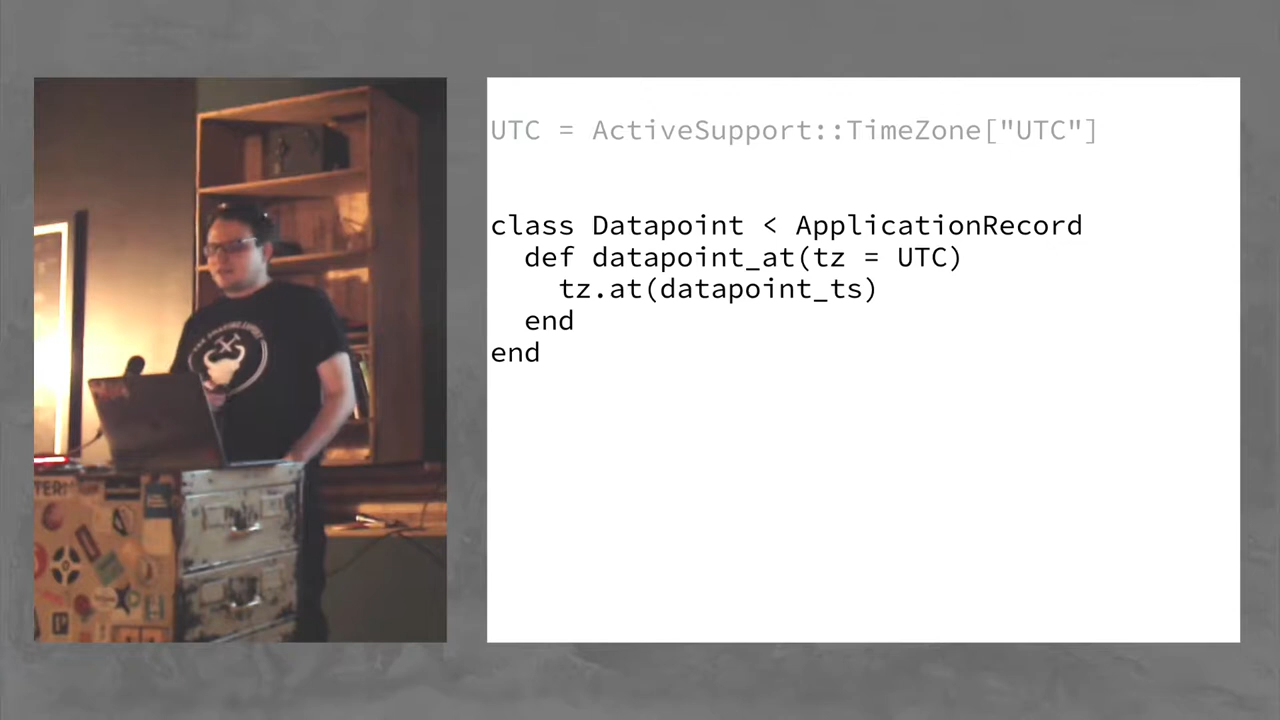 UTC = ActiveSupport::TimeZone["UTC"]
class Datapoint < ApplicationRecord
def datapoint_at(tz = UTC)
tz.at(datapoint_ts)
end
end